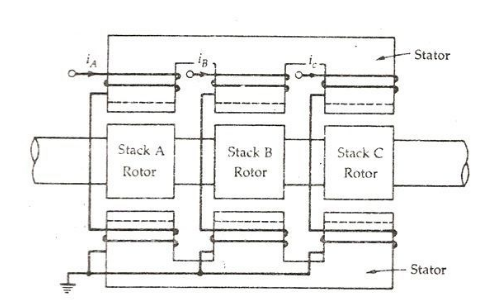 i_A
i_B
i_c
Stator
Stack A
Rotor
Stack B
Rotor
Stack C
Rotor
Stator